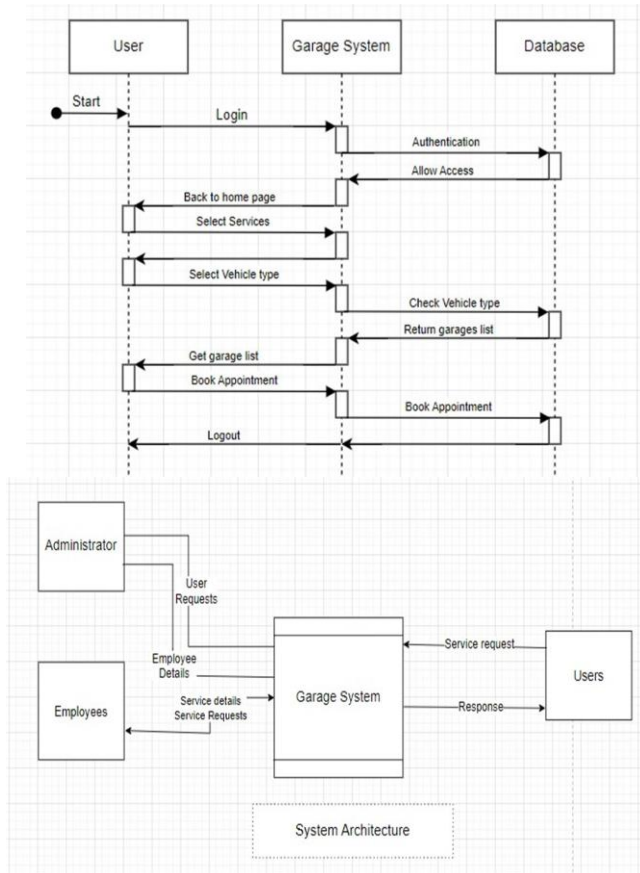 User
Garage System
Database
Start
Login
Authentication
Allow Access
Back to home page
Select Services
Select Vehicle type
Check Vehicle type
Return garages list
Get garage list
Book Appointment
Book Appointment
Logout
Administrator
User
Requests
Employee
Details
Service details
Service Requests
Employees
Garage System
Service request
Response
Users
System Architecture